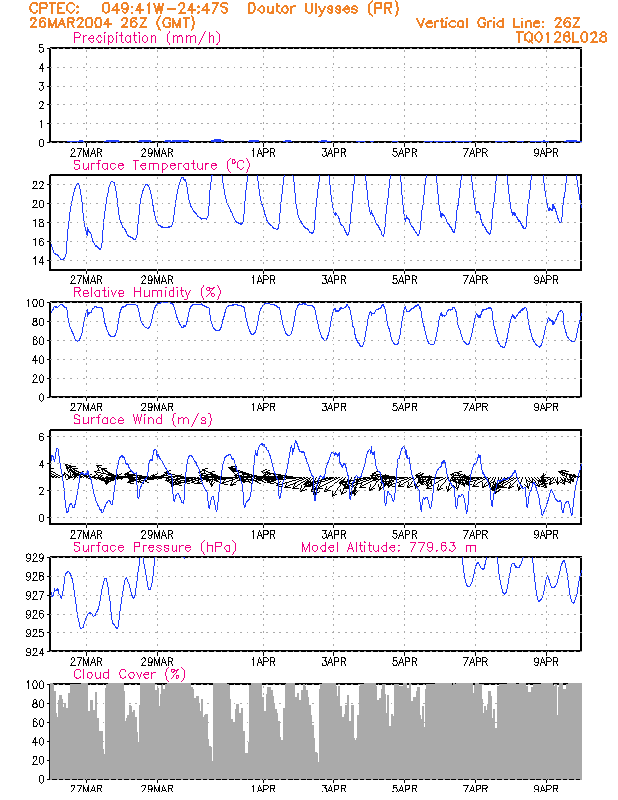 CPTEC: 049:41W-24:47S Doutor Ulysses (PR)
26MAR2004 26Z (GMT) Vertical Grid Line: 26Z
Precipitation (mm/h) TQ0126L028
5
4
3
2
1
0
27MAR 29MAR 1APR 3APR 5APR 7APR 9APR
Surface Temperature (ºC)
22
20
18
16
14
27MAR 29MAR 1APR 3APR 5APR 7APR 9APR
Relative Humidity (%)
100
80
60
40
20
0
27MAR 29MAR 1APR 3APR 5APR 7APR 9APR
Surface Wind (m/s)
6
4
2
0
27MAR 29MAR 1APR 3APR 5APR 7APR 9APR
Surface Pressure (hPa) Model Altitude: 779.63 m
929
928
927
926
925
924
27MAR 29MAR 1APR 3APR 5APR 7APR 9APR
Cloud Cover (%)
100
80
60
40
20
0
27MAR 29MAR 1APR 3APR 5APR 7APR 9APR